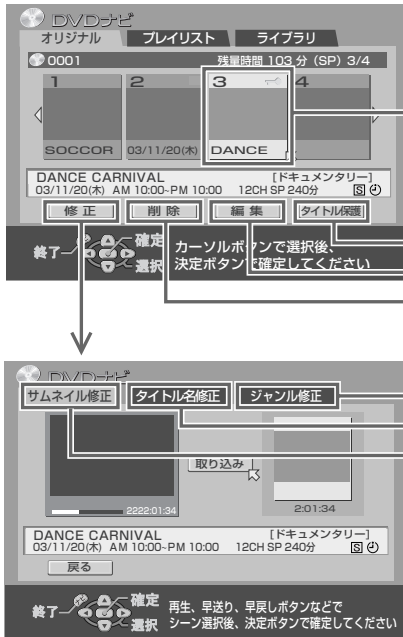 DVDナビ
オリジナル プレイリスト ライブラリ
0001 残量時間 103 分 (SP) 3/4
1 2 3 4
SOCCOR 03/11/20(木) DANCE
DANCE CARNIVAL [ドキュメンタリー]
03/11/20(木) AM 10:00~PM 10:00 12CH SP 240分 S
修 正 削 除 編 集 タイトル保護
終了 確定 選択
カーソルボタンで選択後、
決定ボタンで確定してください
DVDナビ
サムネイル修正 タイトル名修正 ジャンル修正
取り込み
2222:01:34 2:01:34
DANCE CARNIVAL [ドキュメンタリー]
03/11/20(木) AM 10:00~PM 10:00 12CH SP 240分 S
戻る
終了 確定 選択
再生、早送り、早戻しボタンなどで
シーン選択後、決定ボタンで確定してください